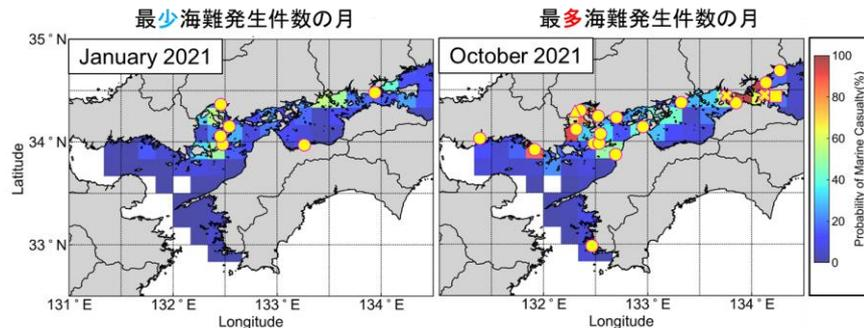 最少海難発生件数の月
最多海難発生件数の月
January 2021
October 2021
35° N
34° N
33° N
Latitude
131° E
132° E
133° E
134° E
Longitude
132° E
133° E
134° E
Longitude
100
80
60
40
20
0
Probability of Marine Casualty(%)